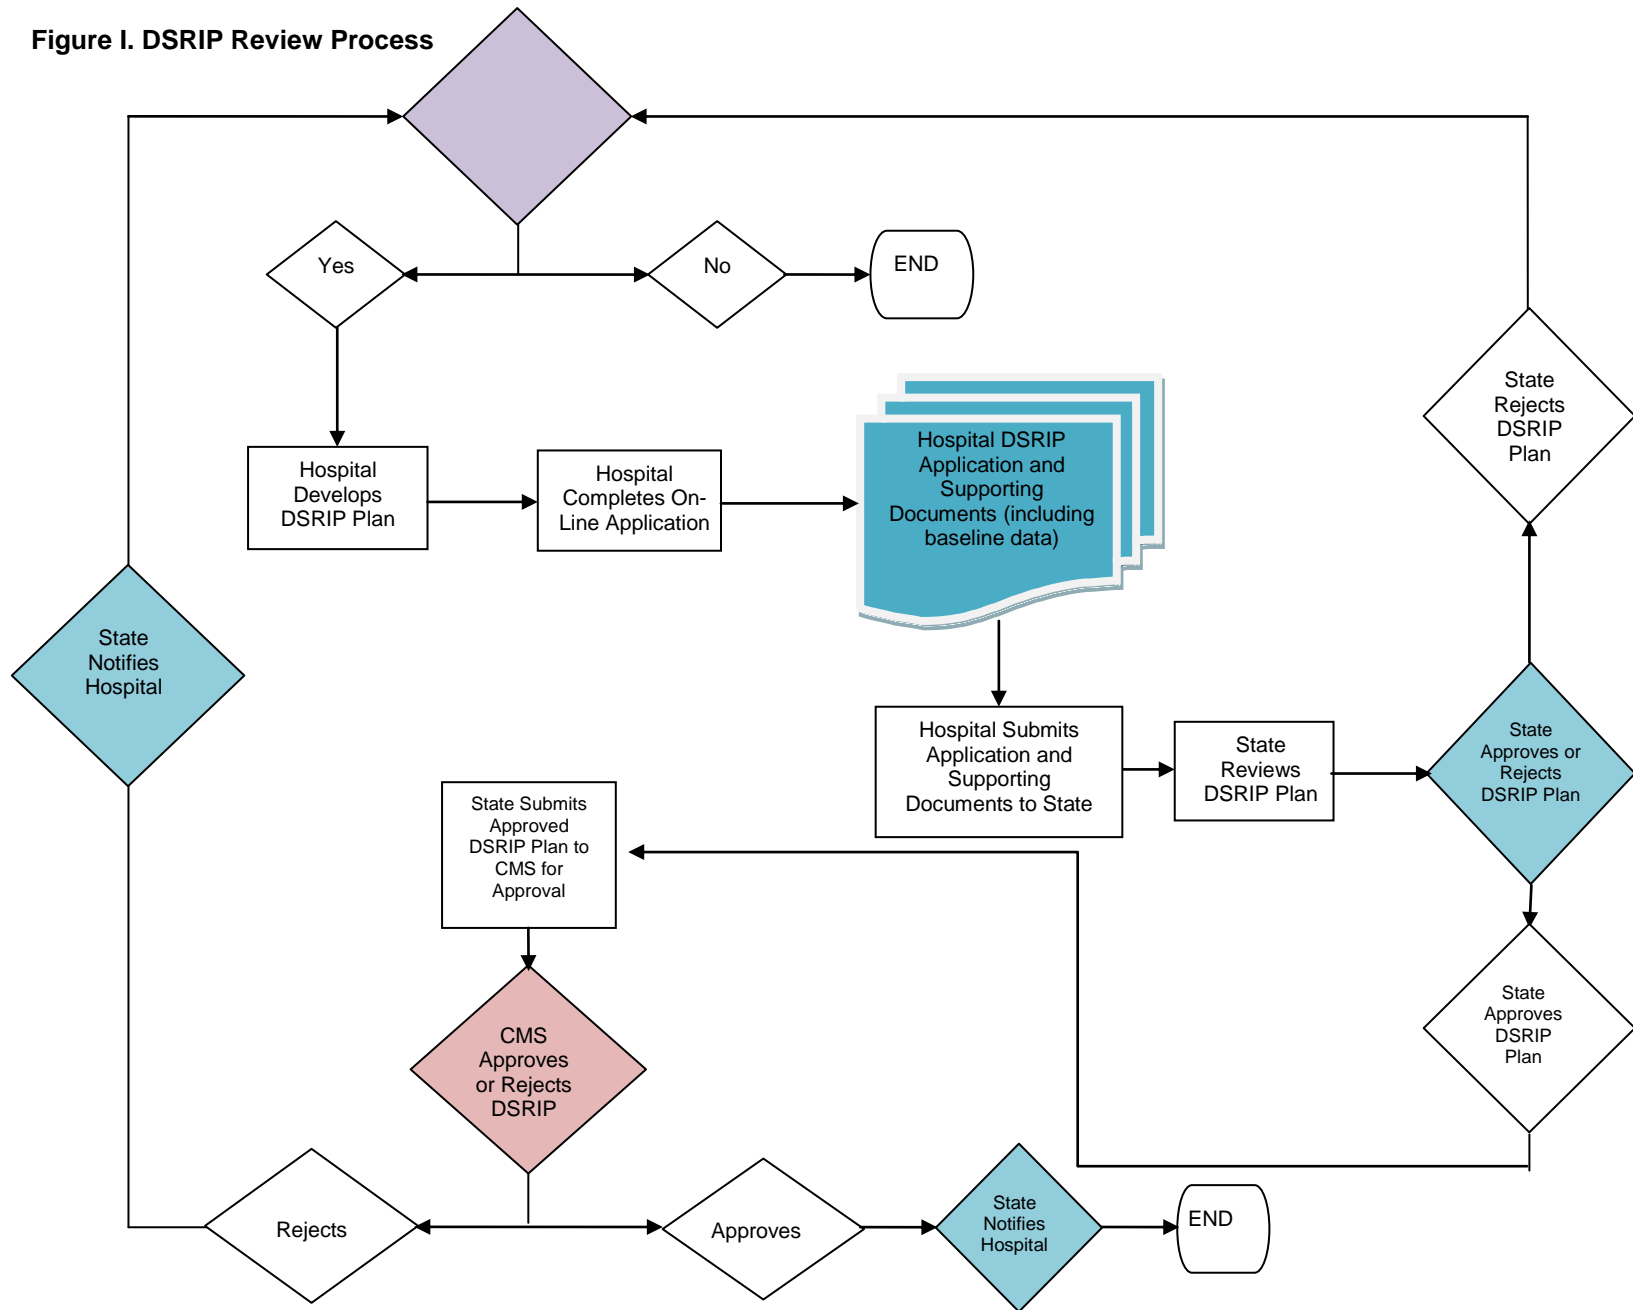 Figure I. DSRIP Review Process
Yes
No
END
Hospital
Develops
DSRIP Plan
Hospital
Completes On-
Line Application
Hospital DSRIP
Application and
Supporting
Documents (including
baseline data)
State
Rejects
DSRIP
Plan
State
Notifies
Hospital
Hospital Submits
Application and
Supporting
Documents to State
State
Reviews
DSRIP Plan
State
Approves or
Rejects
DSRIP Plan
State Submits
Approved
DSRIP Plan to
CMS for
Approval
State
Approves
DSRIP
Plan
CMS
Approves
or Rejects
DSRIP
Rejects
Approves
State
Notifies
Hospital
END